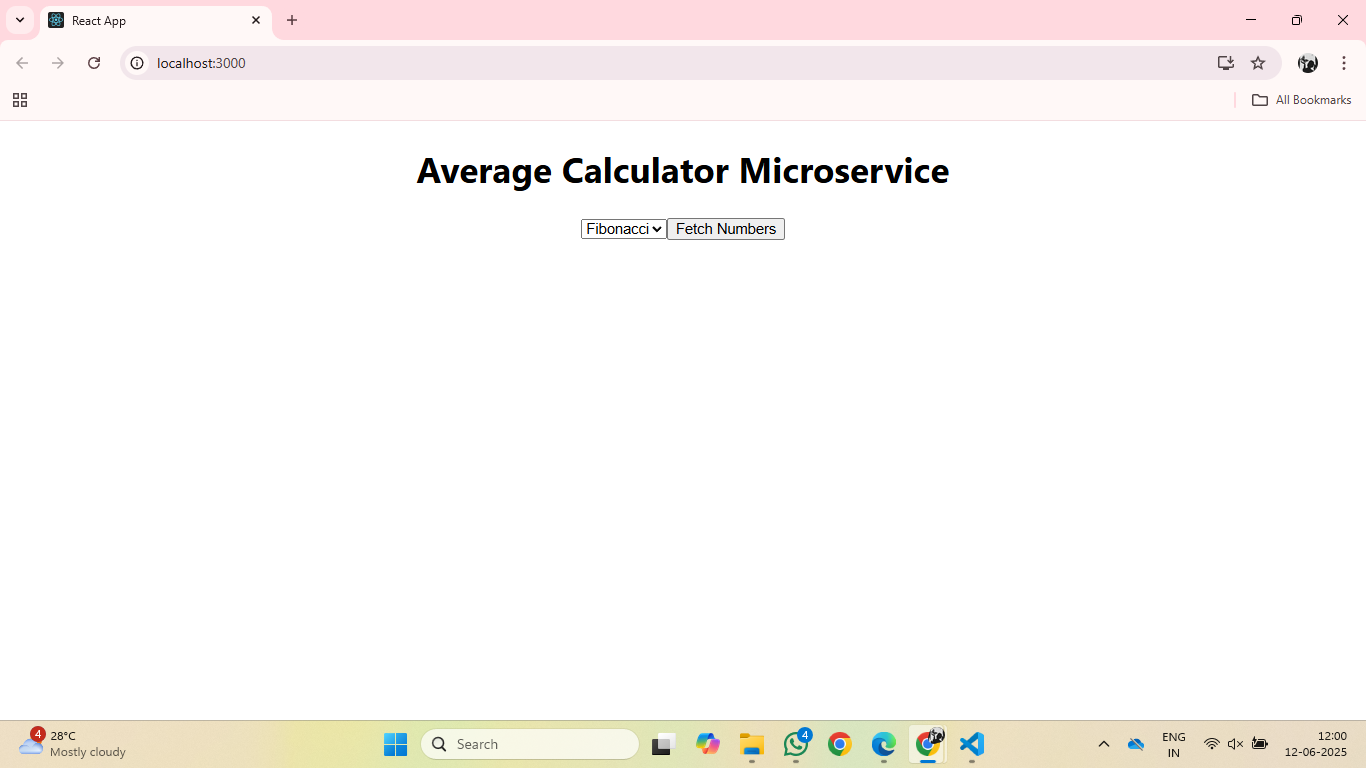 React App
localhost:3000
All Bookmarks
Average Calculator Microservice
Fibonacci Fetch Numbers
4
28°C
Mostly cloudy
Search
4
ENG
IN
12:00
12-06-2025